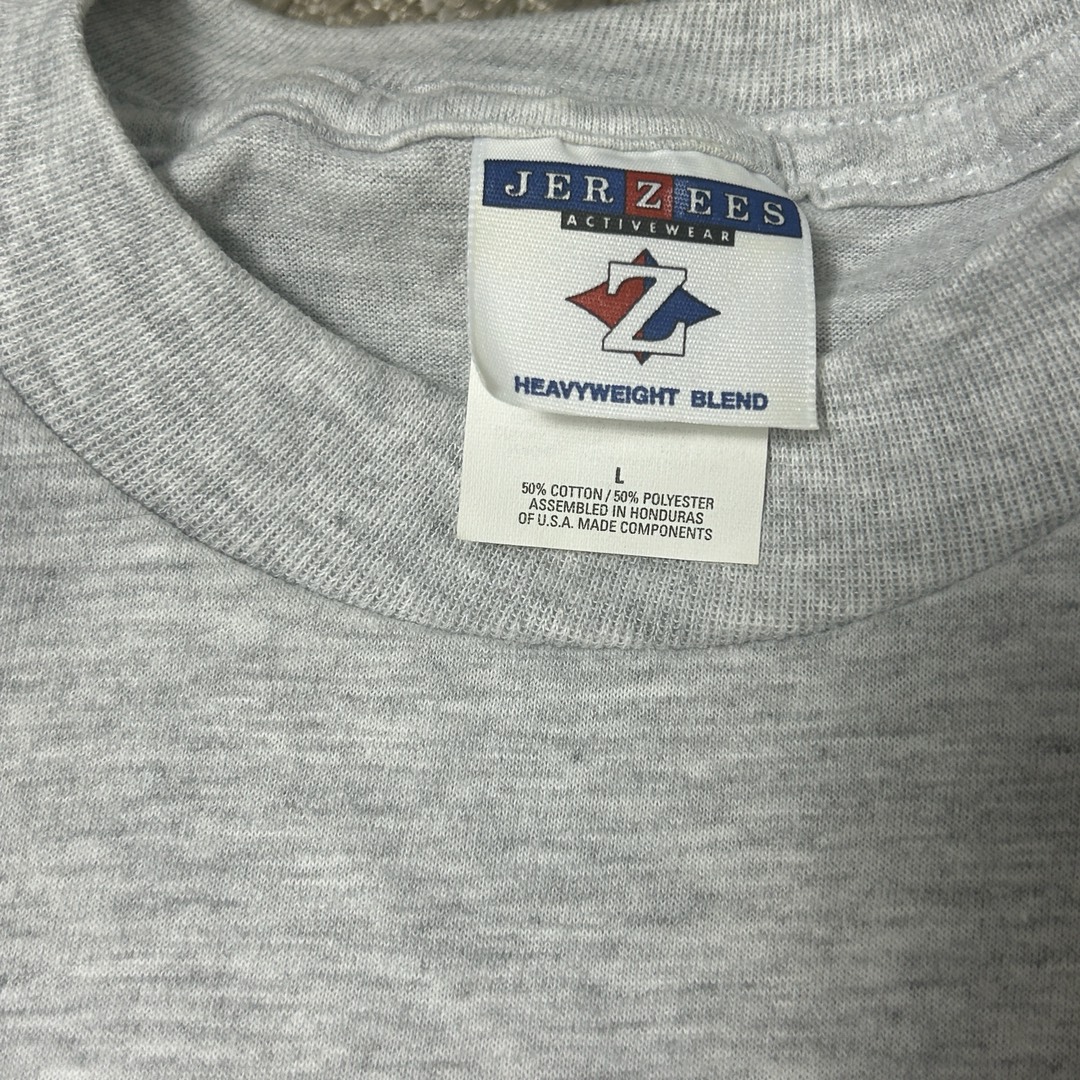 JERZEES
ACTIVEWEAR
Z
HEAVYWEIGHT BLEND
L
50% COTTON / 50% POLYESTER
ASSEMBLED IN HONDURAS
OF U.S.A. MADE COMPONENTS